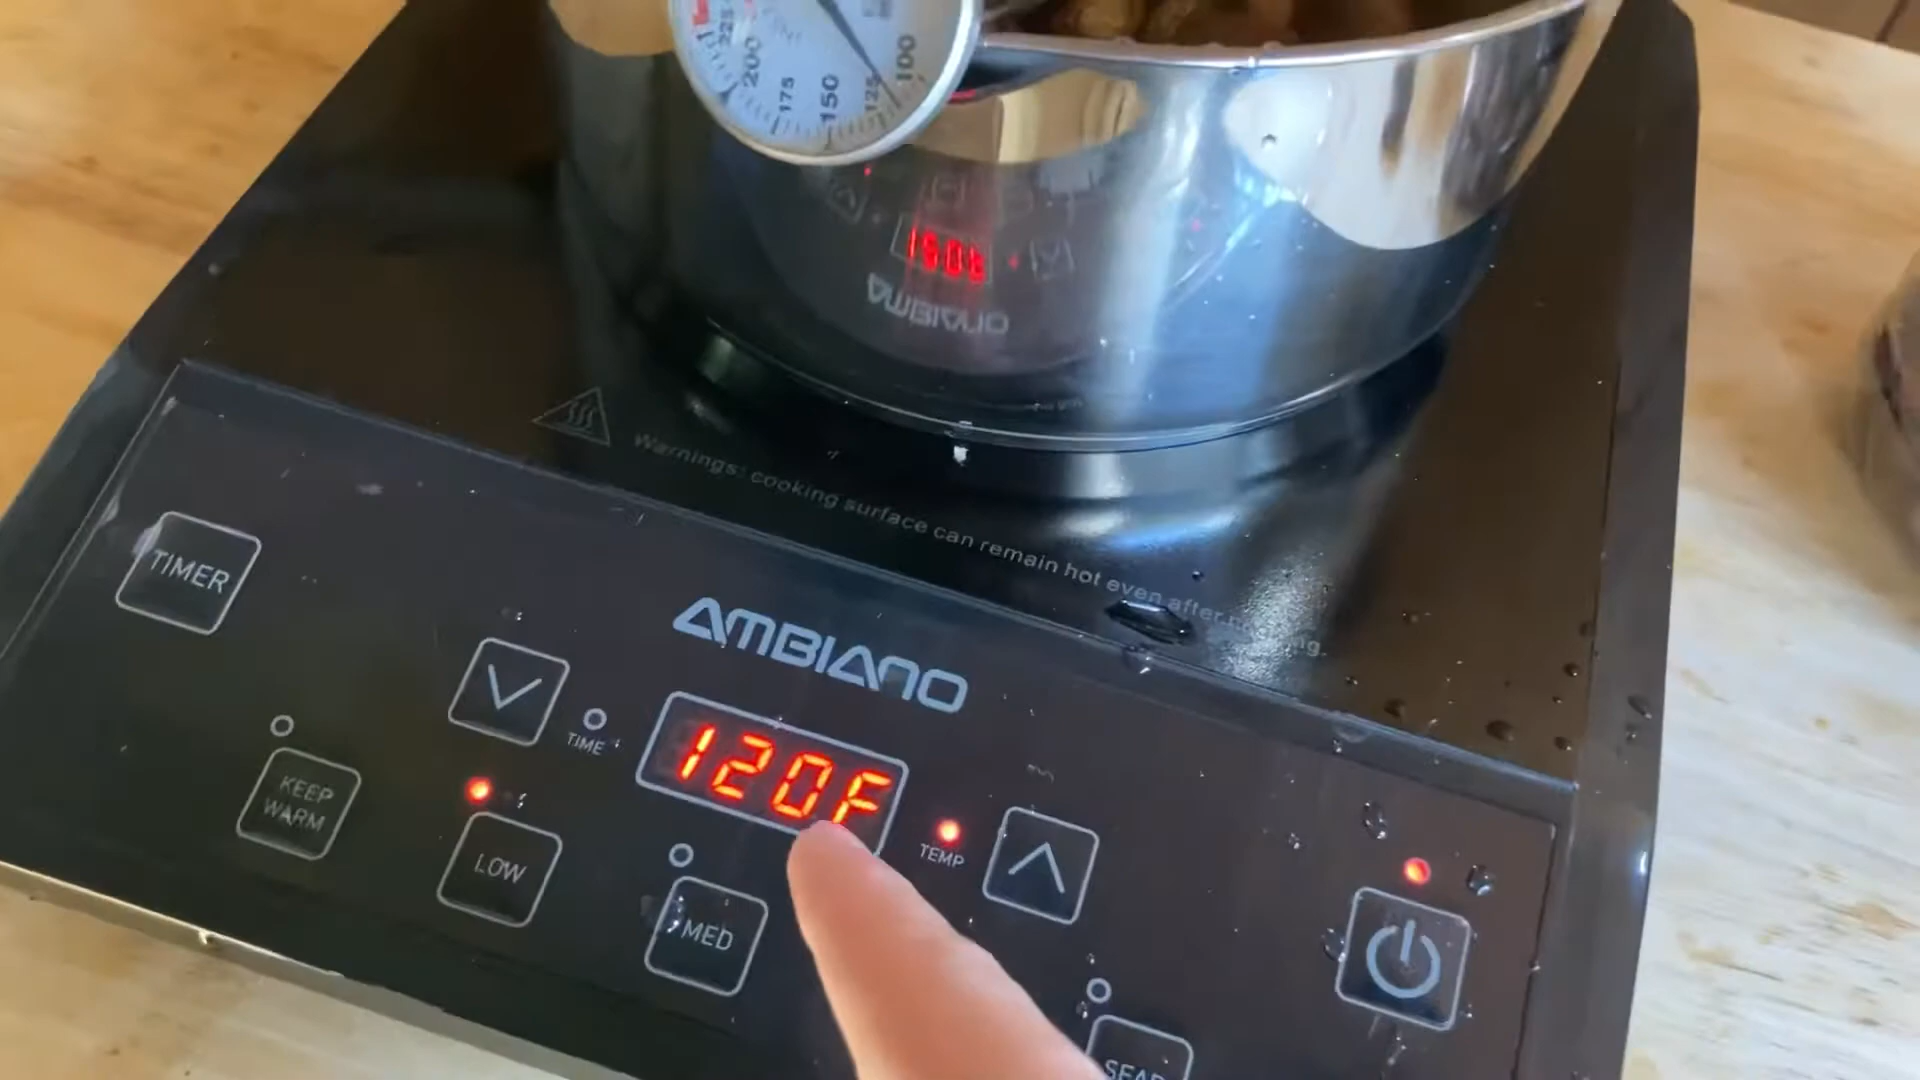 225
200
175
150
125
100
AMBIANO
Warnings: cooking surface can remain hot even after
TIMER
AMBIANO
TIME
120F
KEEP
WARM
LOW
TEMP
MED
SEAR